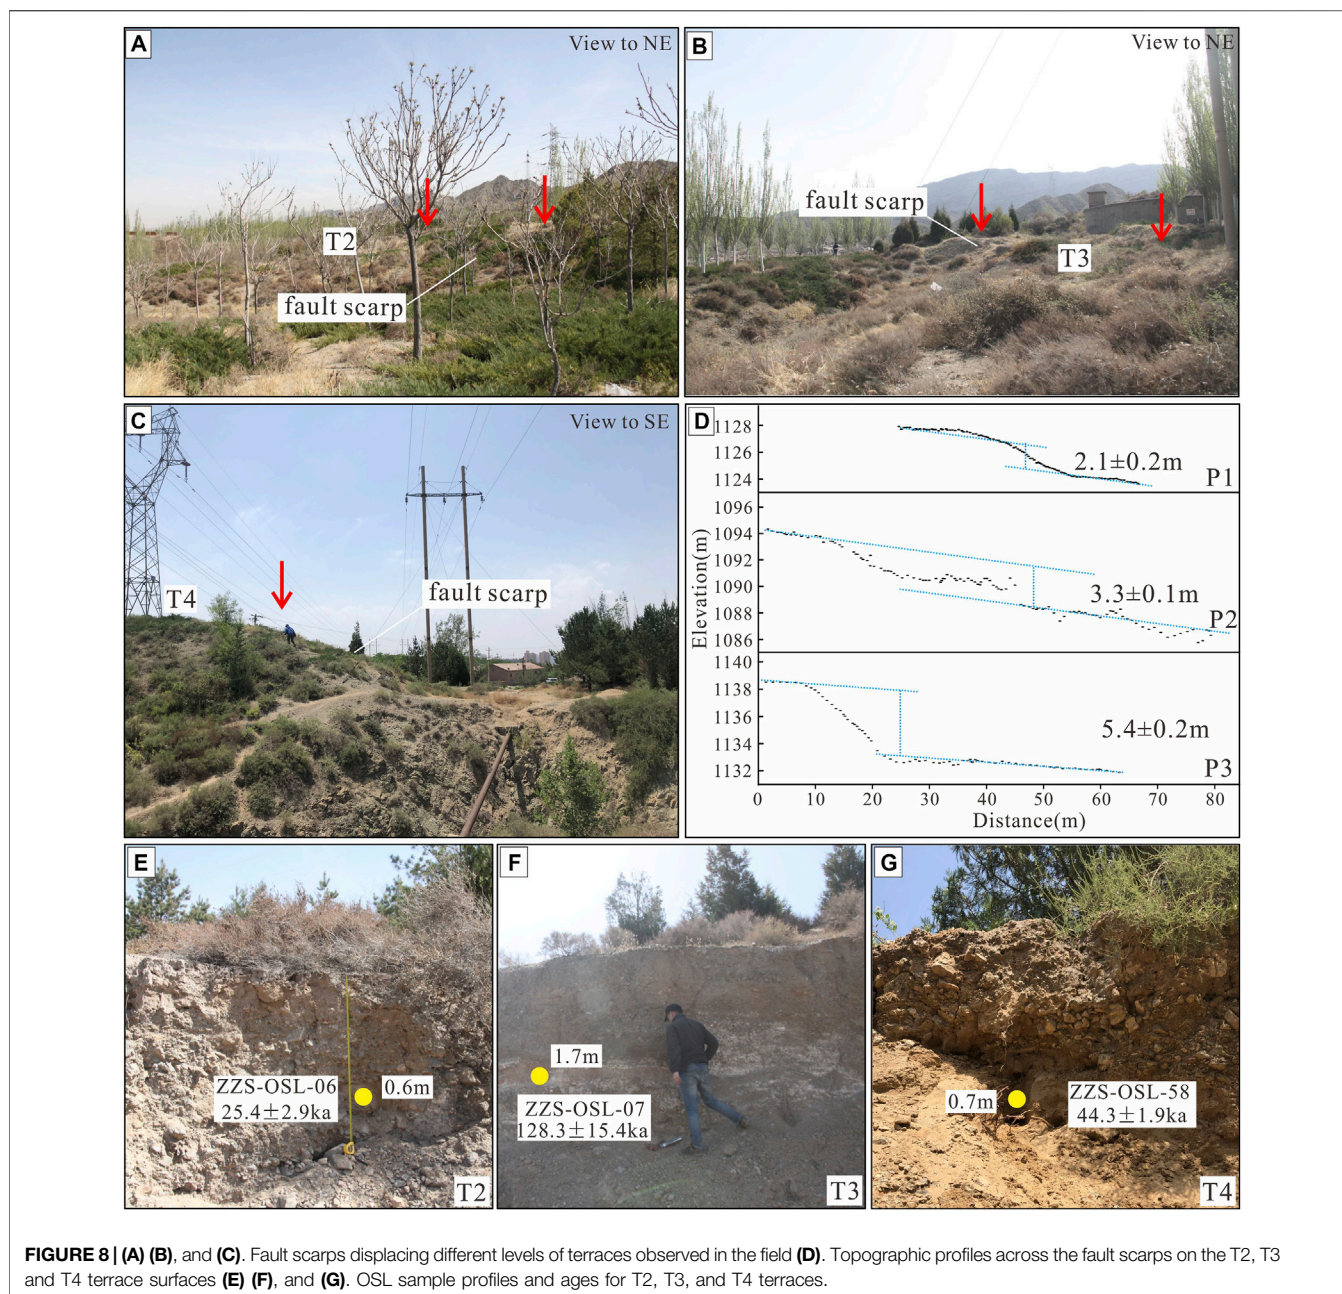 A
View to NE
T2
fault scarp
B
View to NE
fault scarp
T3
C
View to SE
T4
fault scarp
D
Elevation(m)
1128
1126
1124
2.1±0.2m
P1
1096
1094
1092
1090
1088
1086
3.3±0.1m
P2
1140
1138
1136
1134
1132
5.4±0.2m
P3
0 10 20 30 40 50 60 70 80
Distance(m)
E
ZZS-OSL-06
25.4±2.9ka
0.6m
T2
F
1.7m
ZZS-OSL-07
128.3±15.4ka
T3
G
0.7m
ZZS-OSL-58
44.3±1.9ka
T4
FIGURE 8 | (A) (B), and (C). Fault scarps displacing different levels of terraces observed in the field (D). Topographic profiles across the fault scarps on the T2, T3
and T4 terrace surfaces (E) (F), and (G). OSL sample profiles and ages for T2, T3, and T4 terraces.